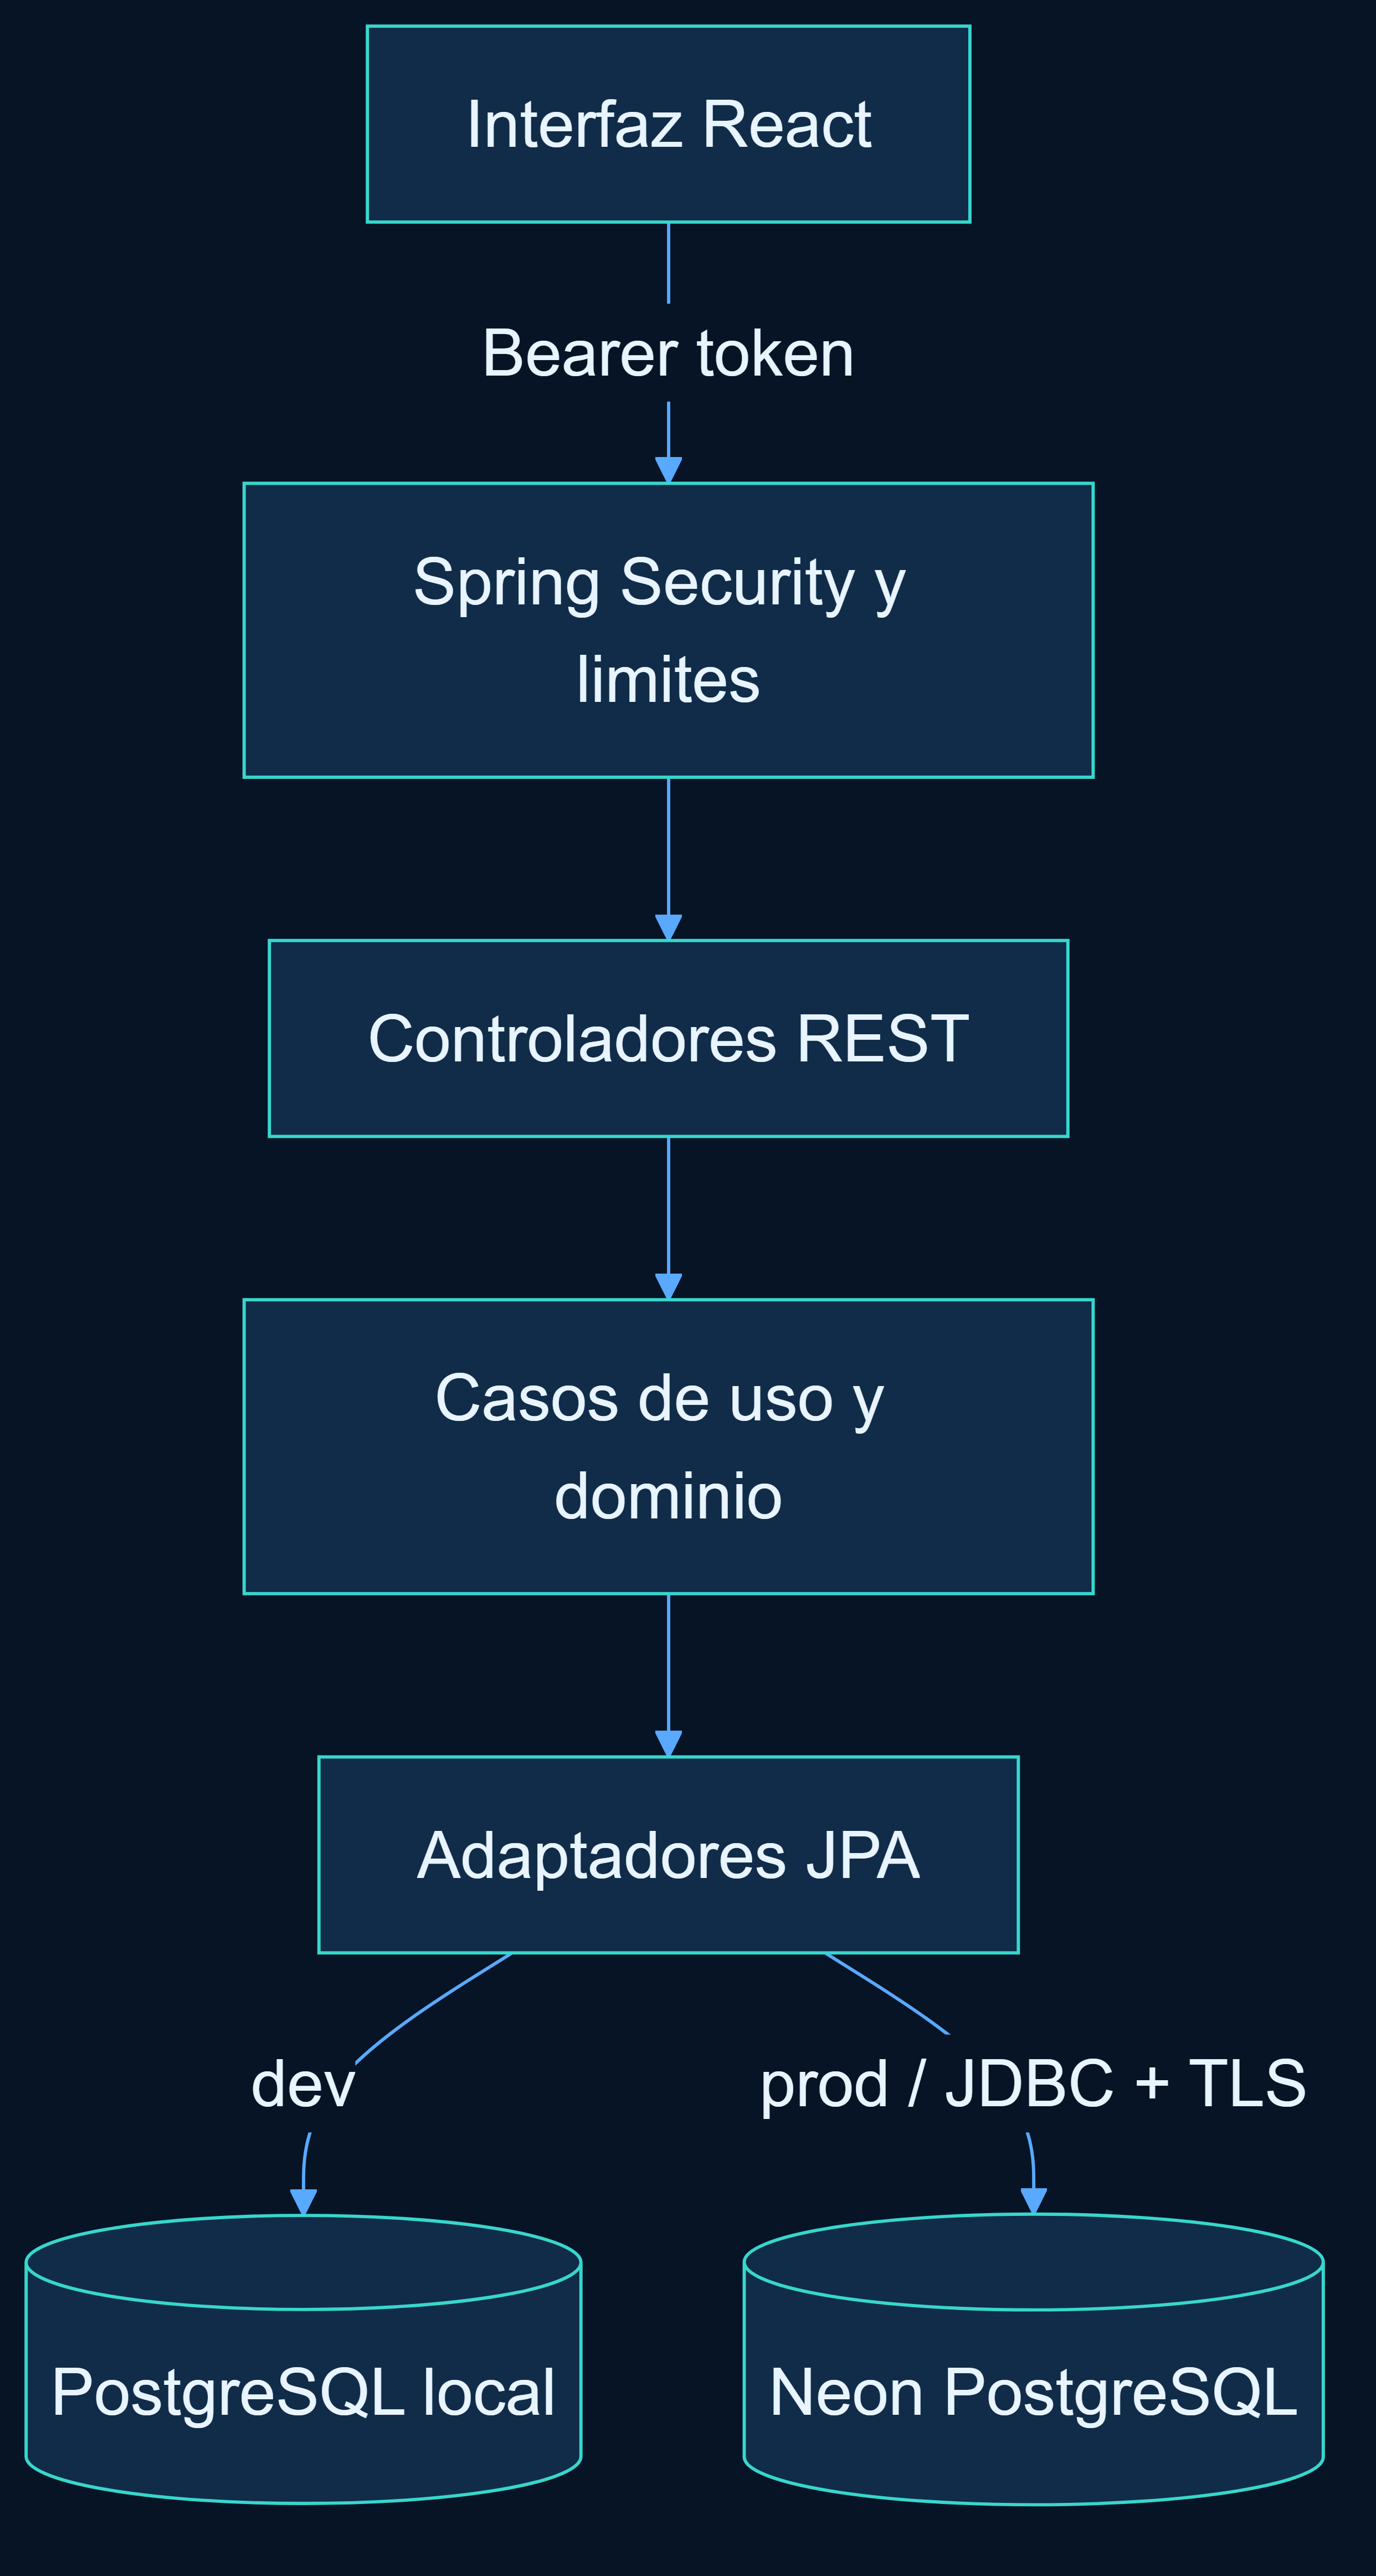 Interfaz React
Bearer token
Spring Security y
limites
Controladores REST
Casos de uso y
dominio
Adaptadores JPA
dev
prod / JDBC + TLS
PostgreSQL local
Neon PostgreSQL